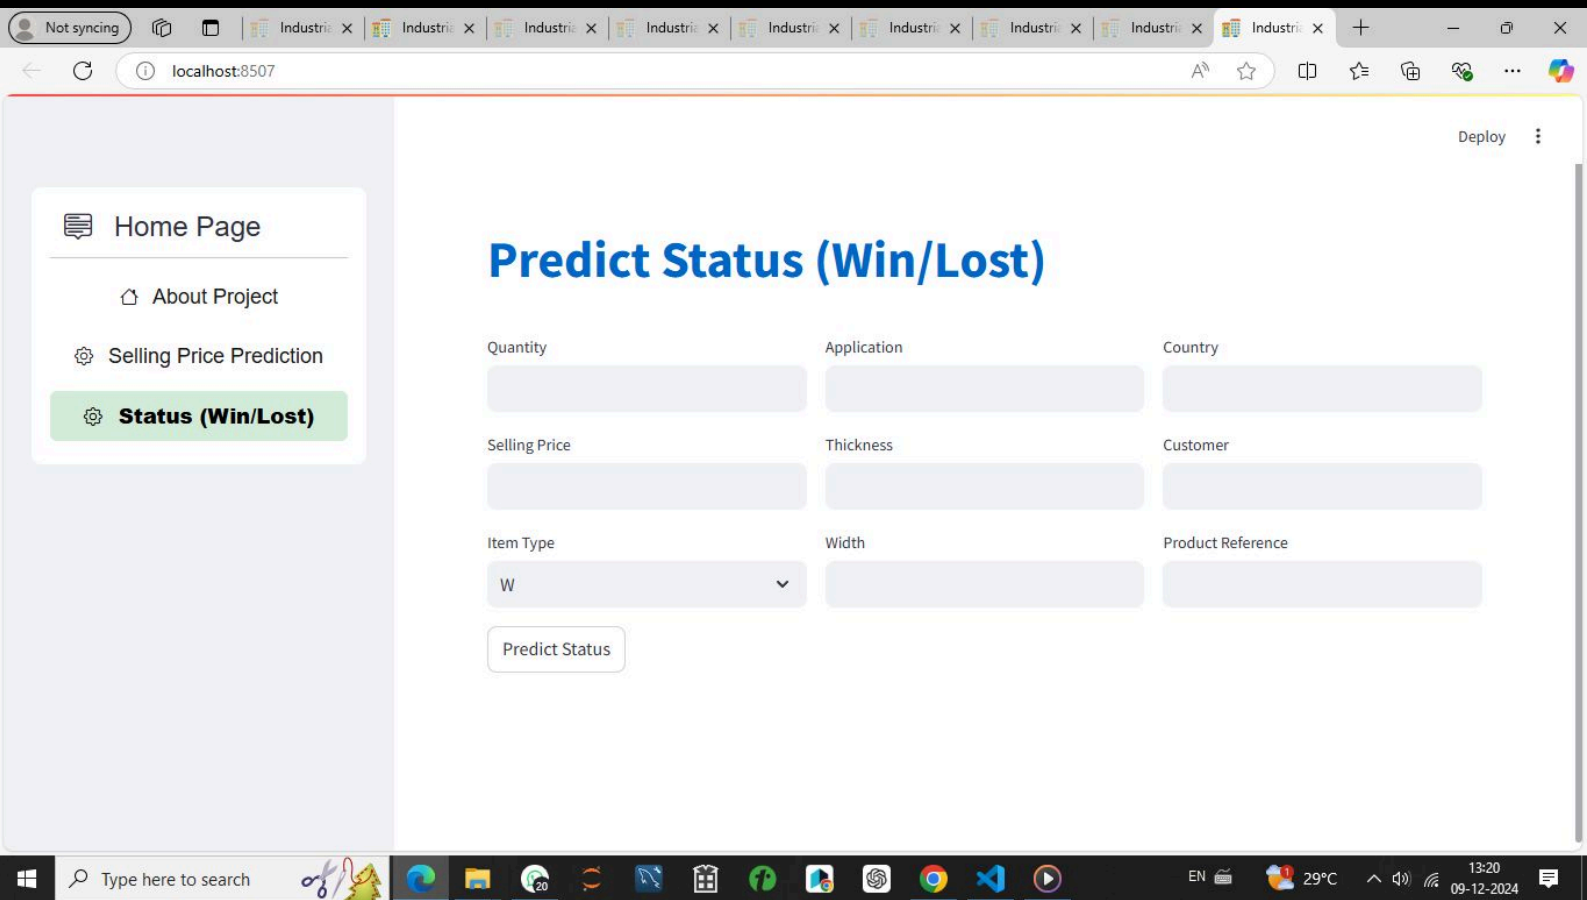 Not syncing
Industri
Industri
Industri
Industri
Industri
Industri
Industri
Industri
Industri
localhost:8507
Deploy
Home Page
About Project
Selling Price Prediction
Status (Win/Lost)
Predict Status (Win/Lost)
Quantity Application Country
Selling Price Thickness Customer
Item Type Width Product Reference
W
Predict Status
Type here to search
20
EN
1
29°C
13:20
09-12-2024